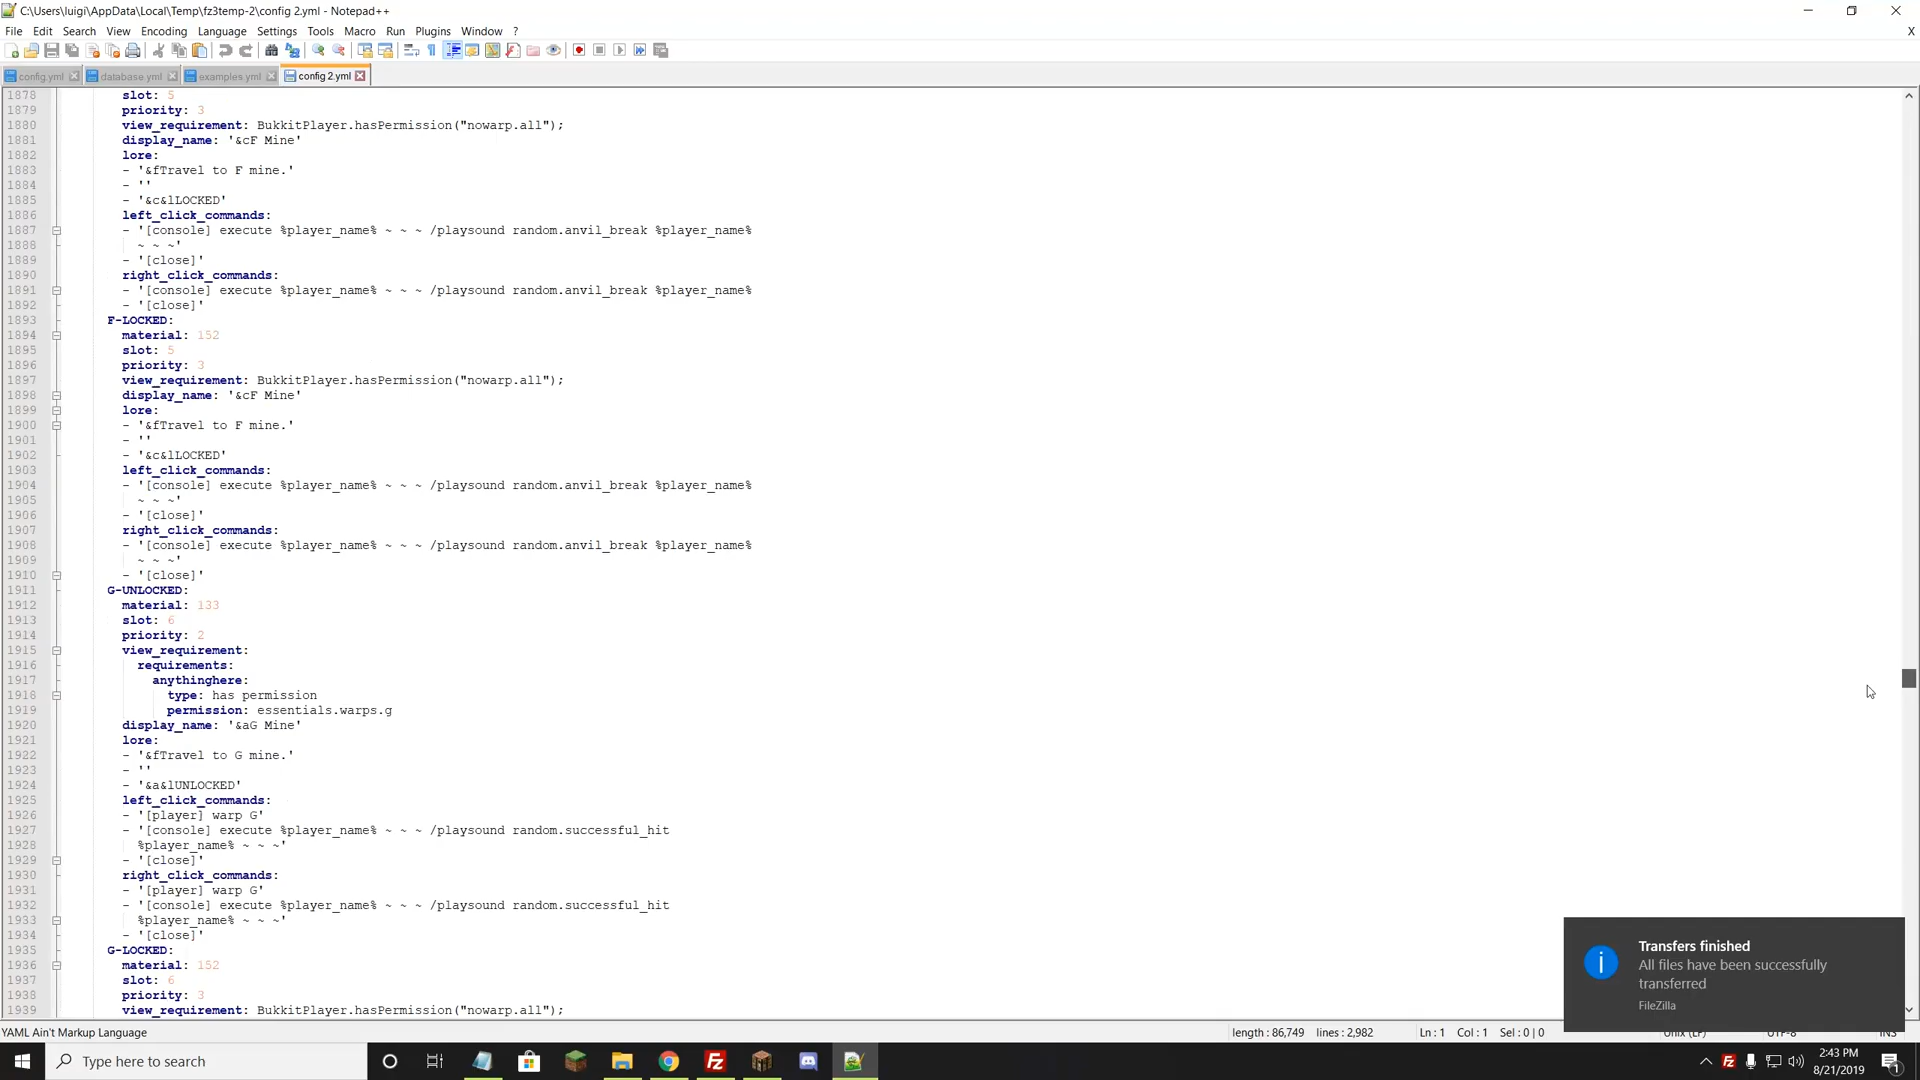 C:\Users\luigi\AppData\Local\Temp\fz3temp-2\config 2.yml - Notepad++
File Edit Search View Encoding Language Settings Tools Macro Run Plugins Window ? X
config.yml database.yml examples.yml config 2.yml
1878 slot: 5
1879 priority: 3
1880 view_requirement: BukkitPlayer.hasPermission("nowarp.all");
1881 display_name: '&cF Mine'
1882 lore:
1883 - '&fTravel to F mine.'
1884 - ''
1885 - '&c&lLOCKED'
1886 left_click_commands:
1887 - '[console] execute %player_name% ~ ~ ~ /playsound random.anvil_break %player_name%
1888 ~ ~ ~'
1889 - '[close]'
1890 right_click_commands:
1891 - '[console] execute %player_name% ~ ~ ~ /playsound random.anvil_break %player_name%
1892 - '[close]'
1893 F-LOCKED:
1894 material: 152
1895 slot: 5
1896 priority: 3
1897 view_requirement: BukkitPlayer.hasPermission("nowarp.all");
1898 display_name: '&cF Mine'
1899 lore:
1900 - '&fTravel to F mine.'
1901 - ''
1902 - '&c&lLOCKED'
1903 left_click_commands:
1904 - '[console] execute %player_name% ~ ~ ~ /playsound random.anvil_break %player_name%
1905 ~ ~ ~'
1906 - '[close]'
1907 right_click_commands:
1908 - '[console] execute %player_name% ~ ~ ~ /playsound random.anvil_break %player_name%
1909 ~ ~ ~'
1910 - '[close]'
1911 G-UNLOCKED:
1912 material: 133
1913 slot: 6
1914 priority: 2
1915 view_requirement:
1916 requirements:
1917 anythinghere:
1918 type: has permission
1919 permission: essentials.warps.g
1920 display_name: '&aG Mine'
1921 lore:
1922 - '&fTravel to G mine.'
1923 - ''
1924 - '&a&lUNLOCKED'
1925 left_click_commands:
1926 - '[player] warp G'
1927 - '[console] execute %player_name% ~ ~ ~ /playsound random.successful_hit
1928 %player_name% ~ ~ ~'
1929 - '[close]'
1930 right_click_commands:
1931 - '[player] warp G'
1932 - '[console] execute %player_name% ~ ~ ~ /playsound random.successful_hit
1933 %player_name% ~ ~ ~'
1934 - '[close]'
1935 G-LOCKED:
1936 material: 152
1937 slot: 6
1938 priority: 3
1939 view_requirement: BukkitPlayer.hasPermission("nowarp.all");
Transfers finished
All files have been successfully
transferred
FileZilla
YAML Ain't Markup Language length : 86,749 lines : 2,982 Ln : 1 Col : 1 Sel : 0 | 0 Unix (LF) UTF-8 INS
Type here to search
2:43 PM
8/21/2019
1